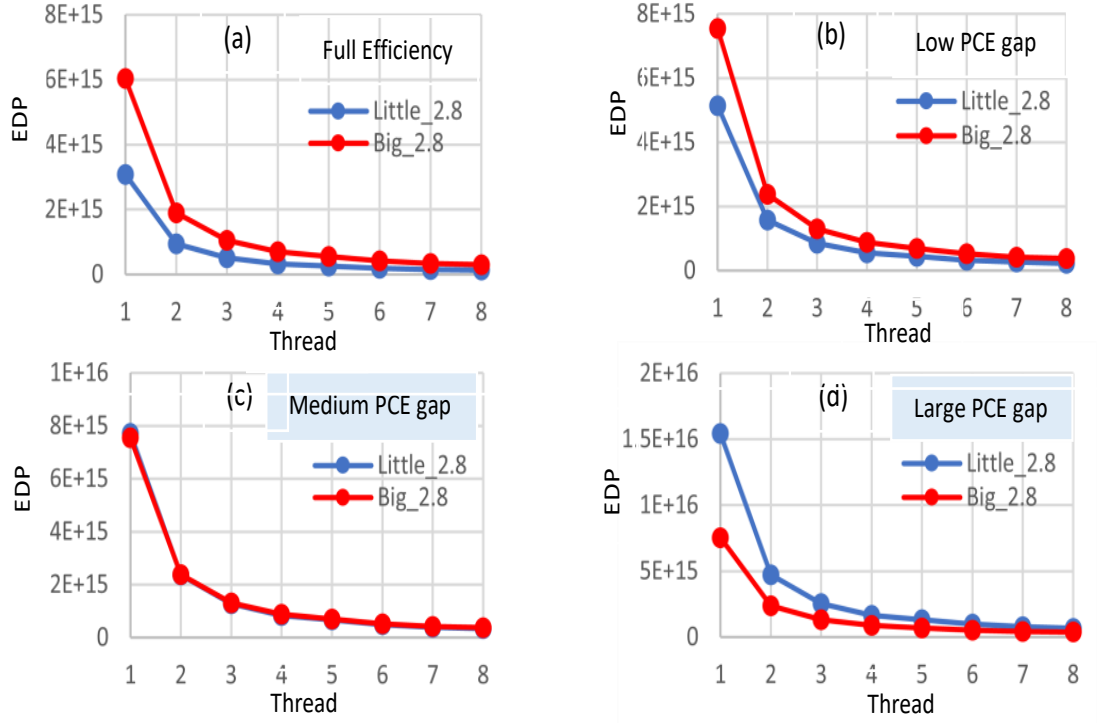 (a)
Full Efficiency
8E+15
6E+15
4E+15
2E+15
0
EDP
Little_2.8
Big_2.8
1 2 3 4 5 6 7 8
Thread
(b)
Low PCE gap
8E+15
6E+15
4E+15
2E+15
0
EDP
Little_2.8
Big_2.8
1 2 3 4 5 6 7 8
Thread
(c)
Medium PCE gap
1E+16
8E+15
6E+15
4E+15
2E+15
0
EDP
Little_2.8
Big_2.8
1 2 3 4 5 6 7 8
Thread
(d)
Large PCE gap
2E+16
1.5E+16
1E+16
5E+15
0
EDP
Little_2.8
Big_2.8
1 2 3 4 5 6 7 8
Thread